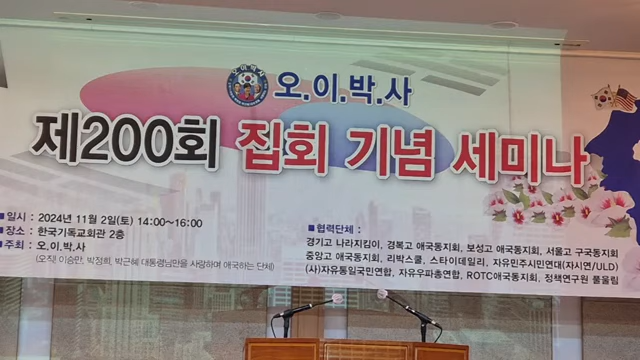 오.이.박.사
오.이.박.사
제200회 집회 기념 세미나
■일시 : 2024년 11월 2일(토) 14:00~16:00
■장소 : 한국기독교회관 2층
■주최 : 오.이.박.사
(오직! 이승만, 박정희, 박근혜 대통령님만을 사랑하며 애국하는 단체)
■협력단체 :
경기고 나라지킴이, 경복고 애국동지회, 보성고 애국동지회, 서울고 구국동지회
중앙고 애국동지회, 리박스쿨, 스타이데일리, 자유민주시민연대(자시연/ULD)
(사)자유통일국민연합, 자유우파총연합, ROTC애국동지회, 정책연구원 풀울림